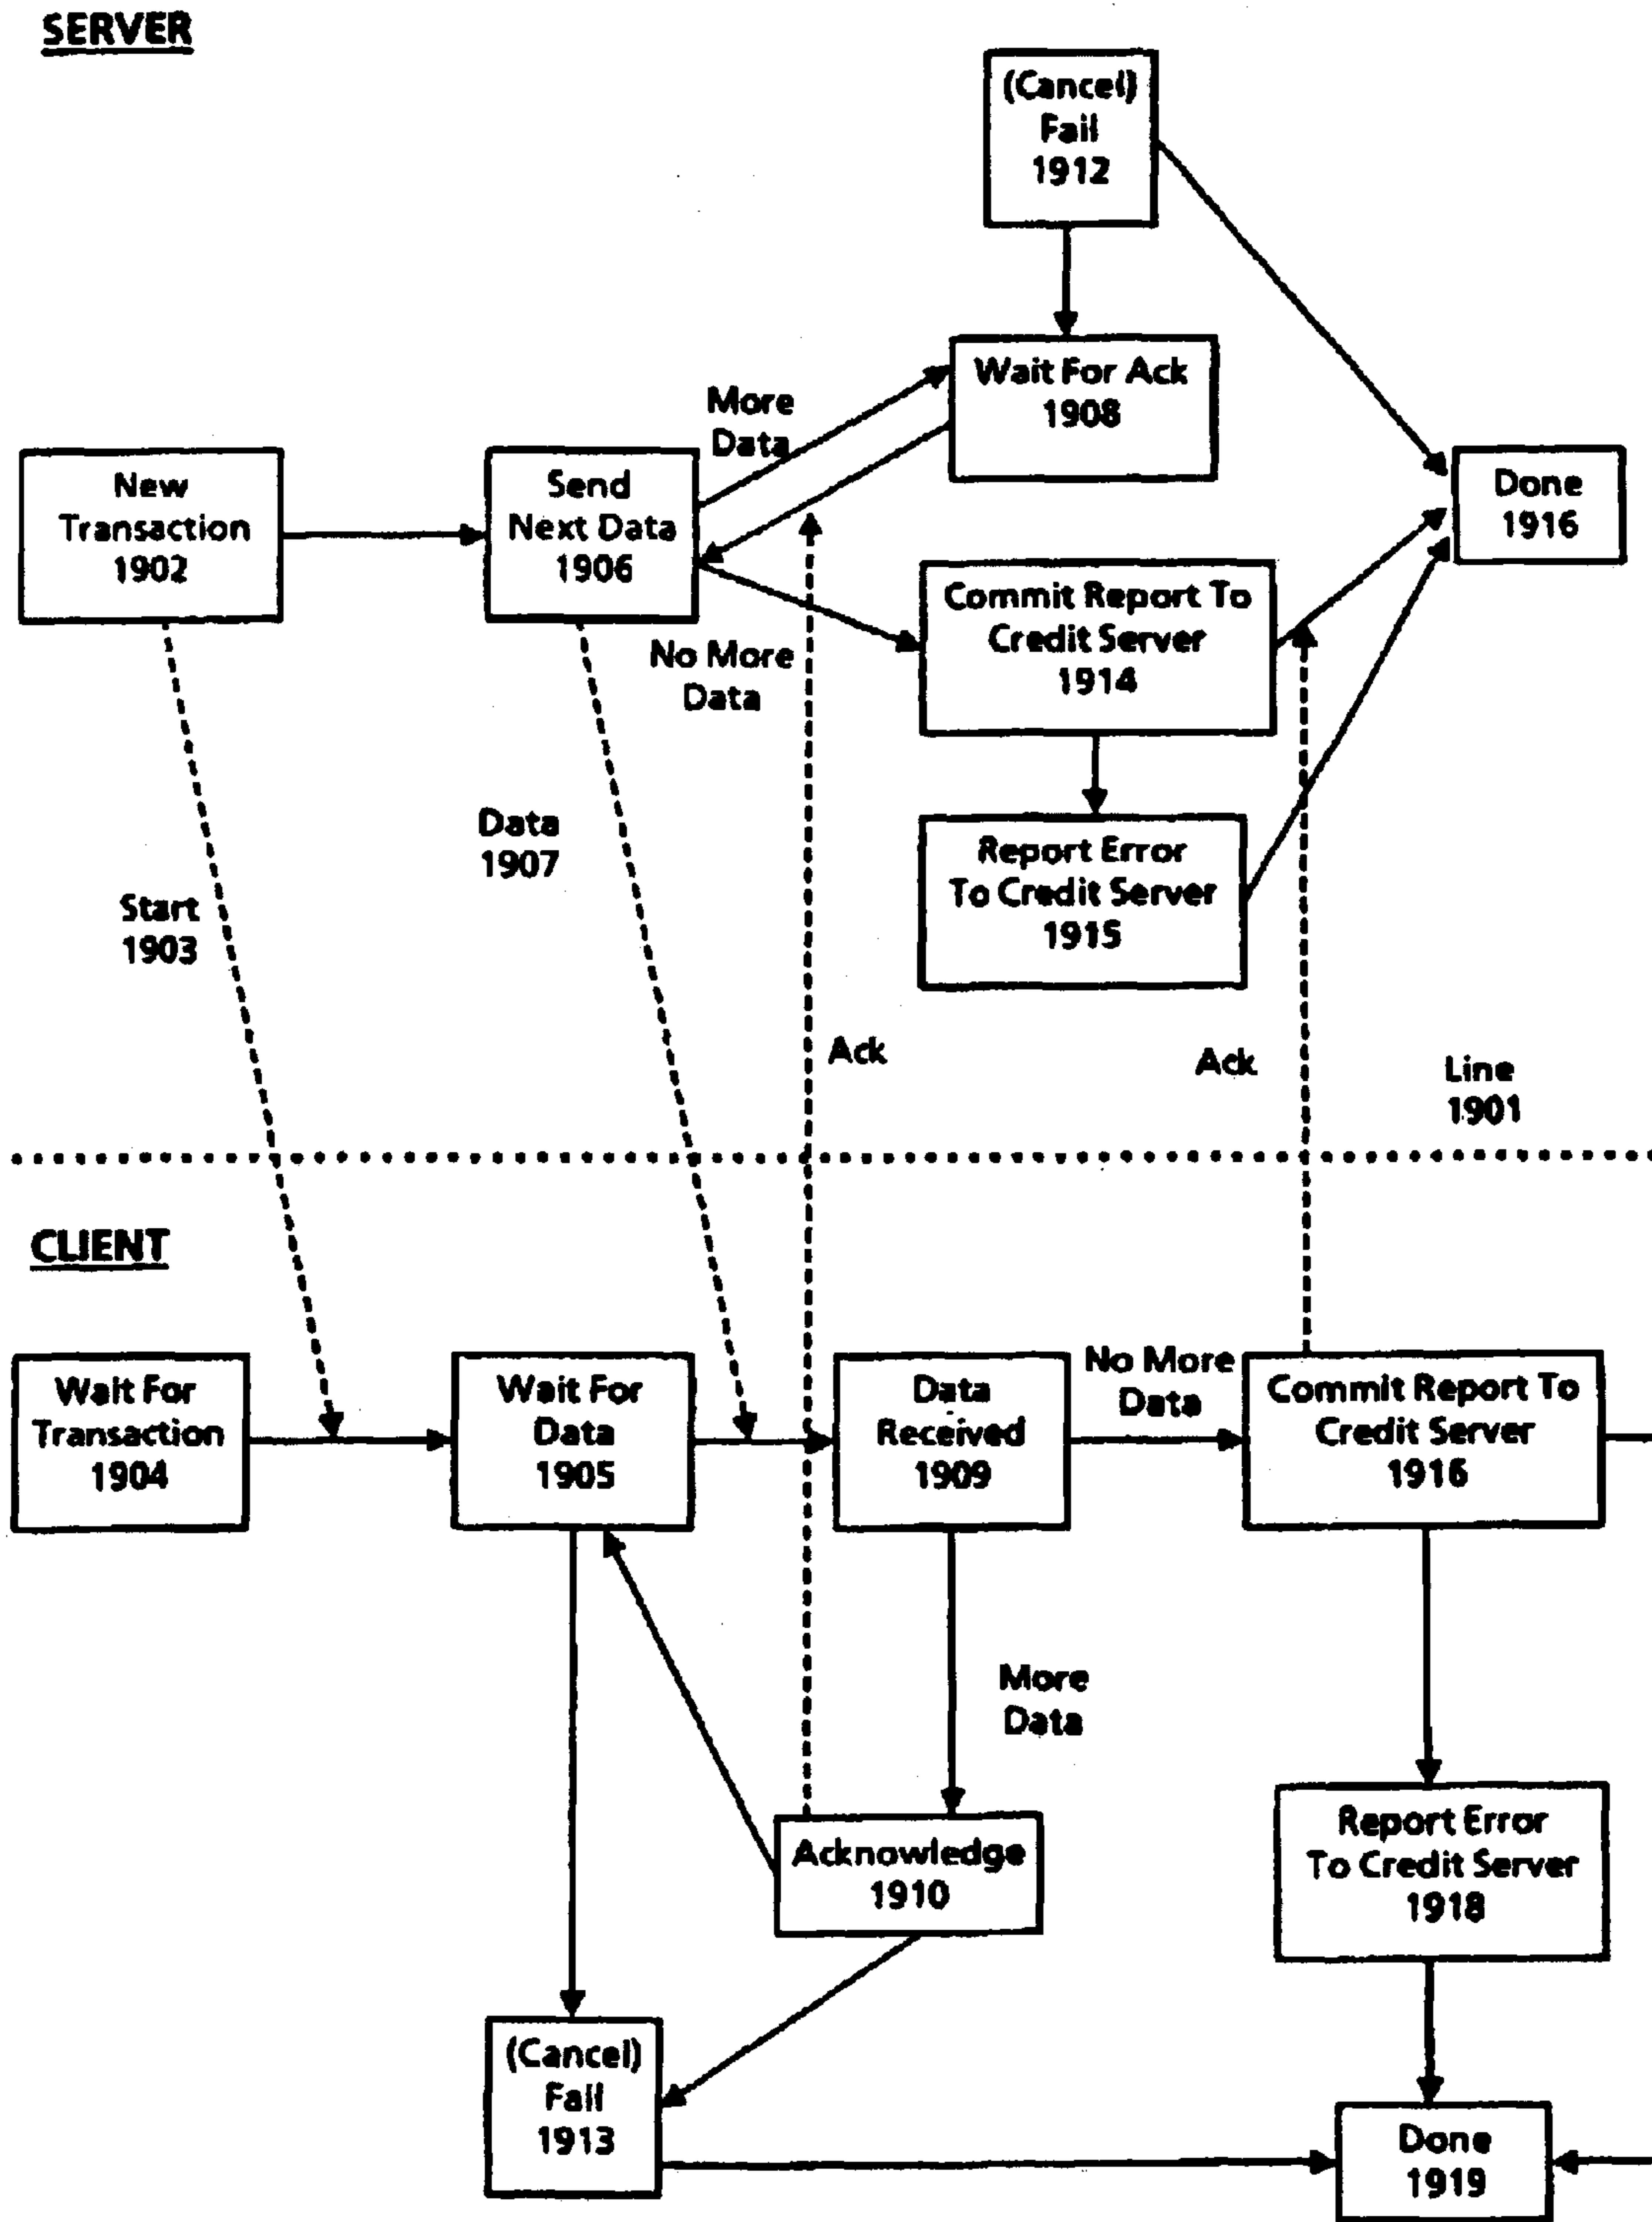 SERVER
(Cancel)
Fail
1912
Wait For Ack
1908
More
Data
New
Transaction
1902
Send
Next Data
1906
Done
1916
Commit Report To
Credit Server
1914
No More
Data
Report Error
To Credit Server
1915
Data
1907
Start
1903
Ack
Ack
Line
1901
CLIENT
Wait For
Transaction
1904
Wait For
Data
1905
Data
Received
1909
No More
Data
Commit Report To
Credit Server
1916
More
Data
Acknowledge
1910
Report Error
To Credit Server
1918
(Cancel)
Fail
1913
Done
1919